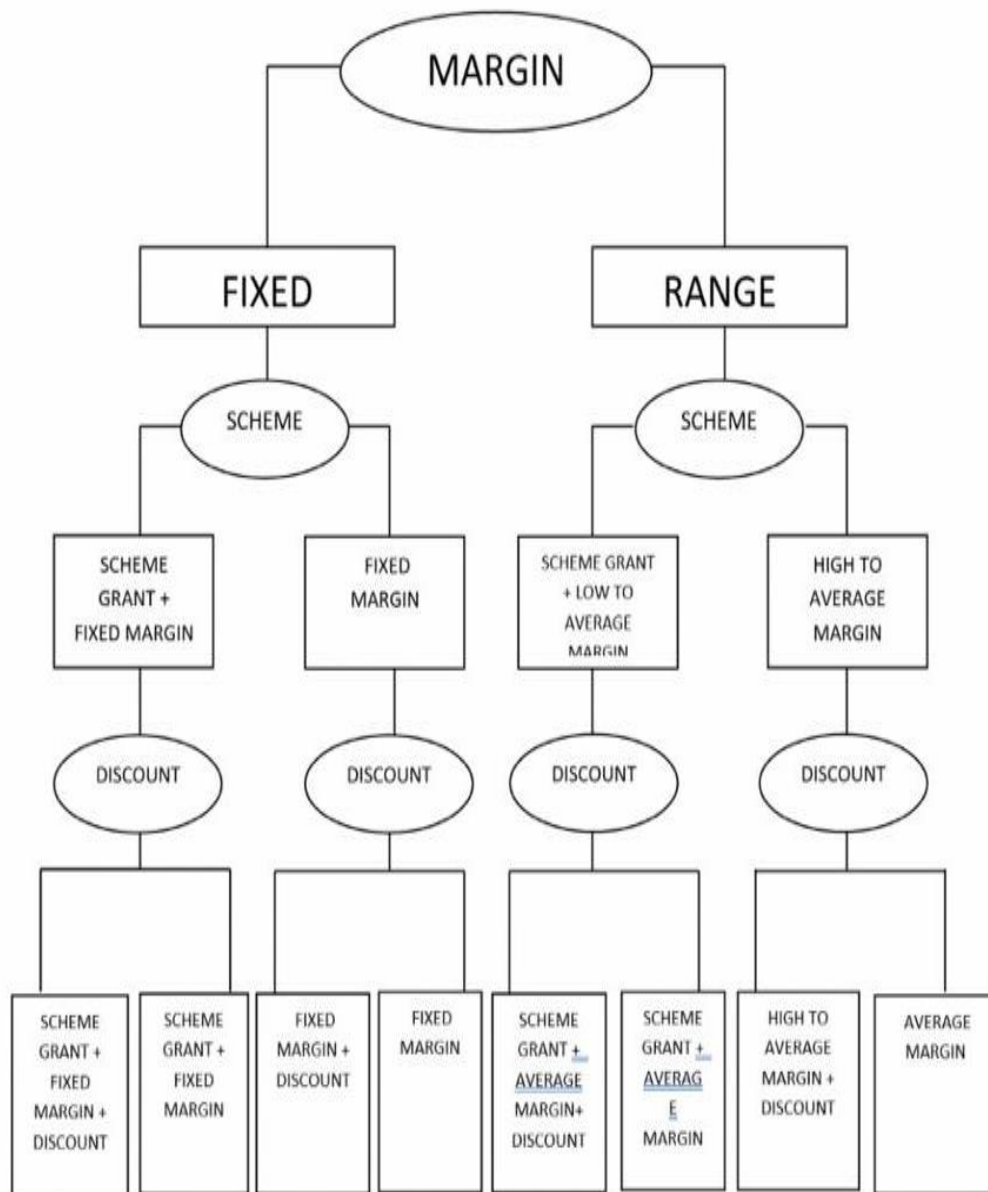 MARGIN
FIXED
RANGE
SCHEME
SCHEME
SCHEME
GRANT +
FIXED MARGIN
FIXED
MARGIN
SCHEME GRANT
+ LOW TO
AVERAGE
MARGIN
HIGH TO
AVERAGE
MARGIN
DISCOUNT
DISCOUNT
DISCOUNT
DISCOUNT
SCHEME
GRANT +
FIXED
MARGIN +
DISCOUNT
SCHEME
GRANT +
FIXED
MARGIN
FIXED
MARGIN +
DISCOUNT
FIXED
MARGIN
SCHEME
GRANT +
AVERAGE
MARGIN+
DISCOUNT
SCHEME
GRANT +
AVERAG
E
MARGIN
HIGH TO
AVERAGE
MARGIN +
DISCOUNT
AVERAGE
MARGIN